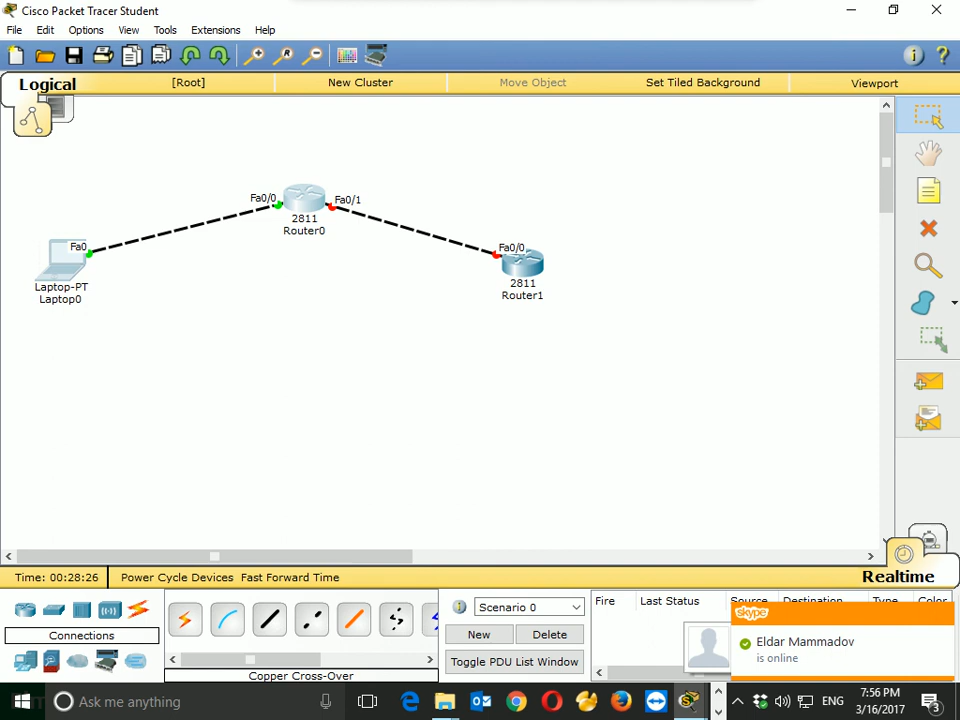 Cisco Packet Tracer Student
File Edit Options View Tools Extensions Help
Logical [Root] New Cluster Move Object Set Tiled Background Viewport
Fa0/0 Fa0/1
2811
Router0
Fa0
Laptop-PT
Laptop0
Fa0/0
2811
Router1
Time: 00:28:26 Power Cycle Devices Fast Forward Time Realtime
Connections
Copper Cross-Over
Scenario 0
New Delete
Toggle PDU List Window
Fire Last Status Source Destination Type Color
skype
Eldar Mammadov
is online
Ask me anything
ENG
7:56 PM
3/16/2017
3